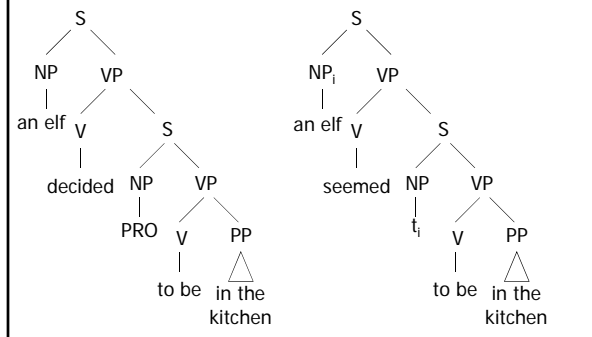 S S
NP VP NPi VP
an elf V S an elf V S
decided NP VP seemed NP VP
PRO V PP ti V PP
to be in the kitchen to be in the kitchen